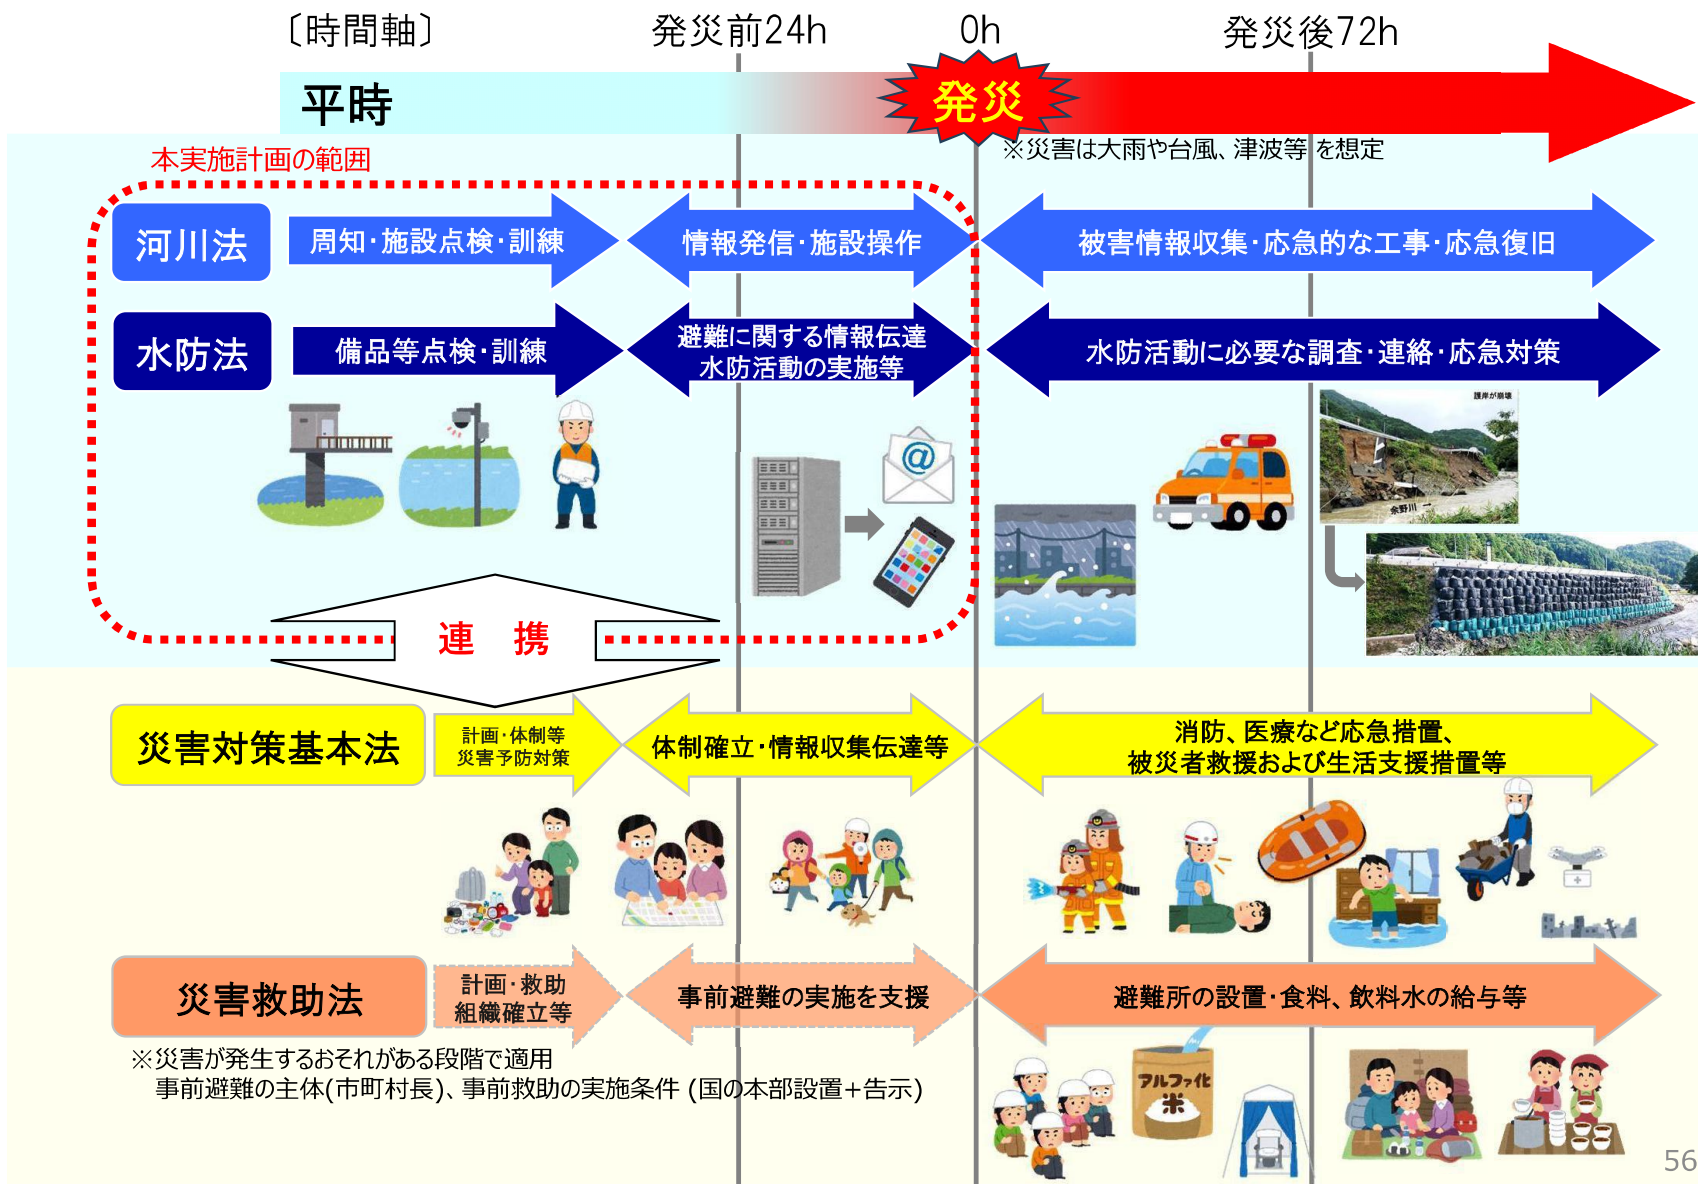 〔時間軸〕
発災前24h
0h
発災後72h
平時
発災
※災害は大雨や台風、津波等 を想定
本実施計画の範囲
河川法
周知・施設点検・訓練
情報発信・施設操作
被害情報収集・応急的な工事・応急復旧
水防法
備品等点検・訓練
避難に関する情報伝達
水防活動の実施等
水防活動に必要な調査・連絡・応急対策
護岸が崩壊
余野川
@
連 携
災害対策基本法
計画・体制等
災害予防対策
体制確立・情報収集伝達等
消防、医療など応急措置、
被災者救援および生活支援措置等
災害救助法
計画・救助
組織確立等
事前避難の実施を支援
避難所の設置・食料、飲料水の給与等
※災害が発生するおそれがある段階で適用
事前避難の主体(市町村長)、事前救助の実施条件 (国の本部設置+告示)
アルファ化
米
56